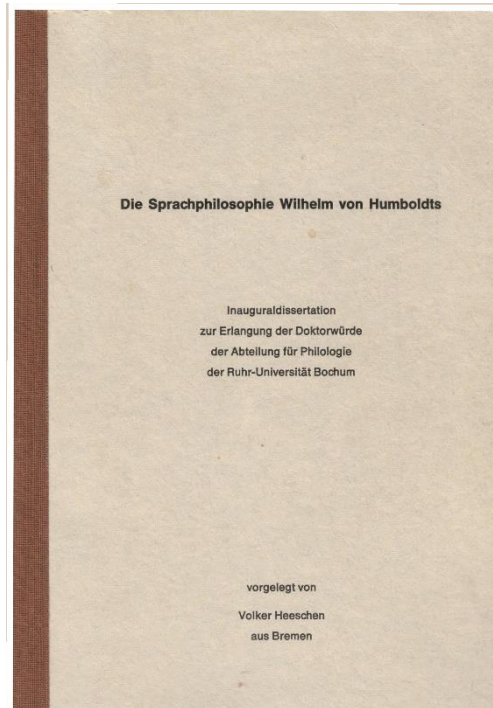 Die Sprachphilosophie Wilhelm von Humboldts
Inauguraldissertation
zur Erlangung der Doktorwürde
der Abteilung für Philologie
der Ruhr-Universität Bochum
vorgelegt von
Volker Heeschen
aus Bremen